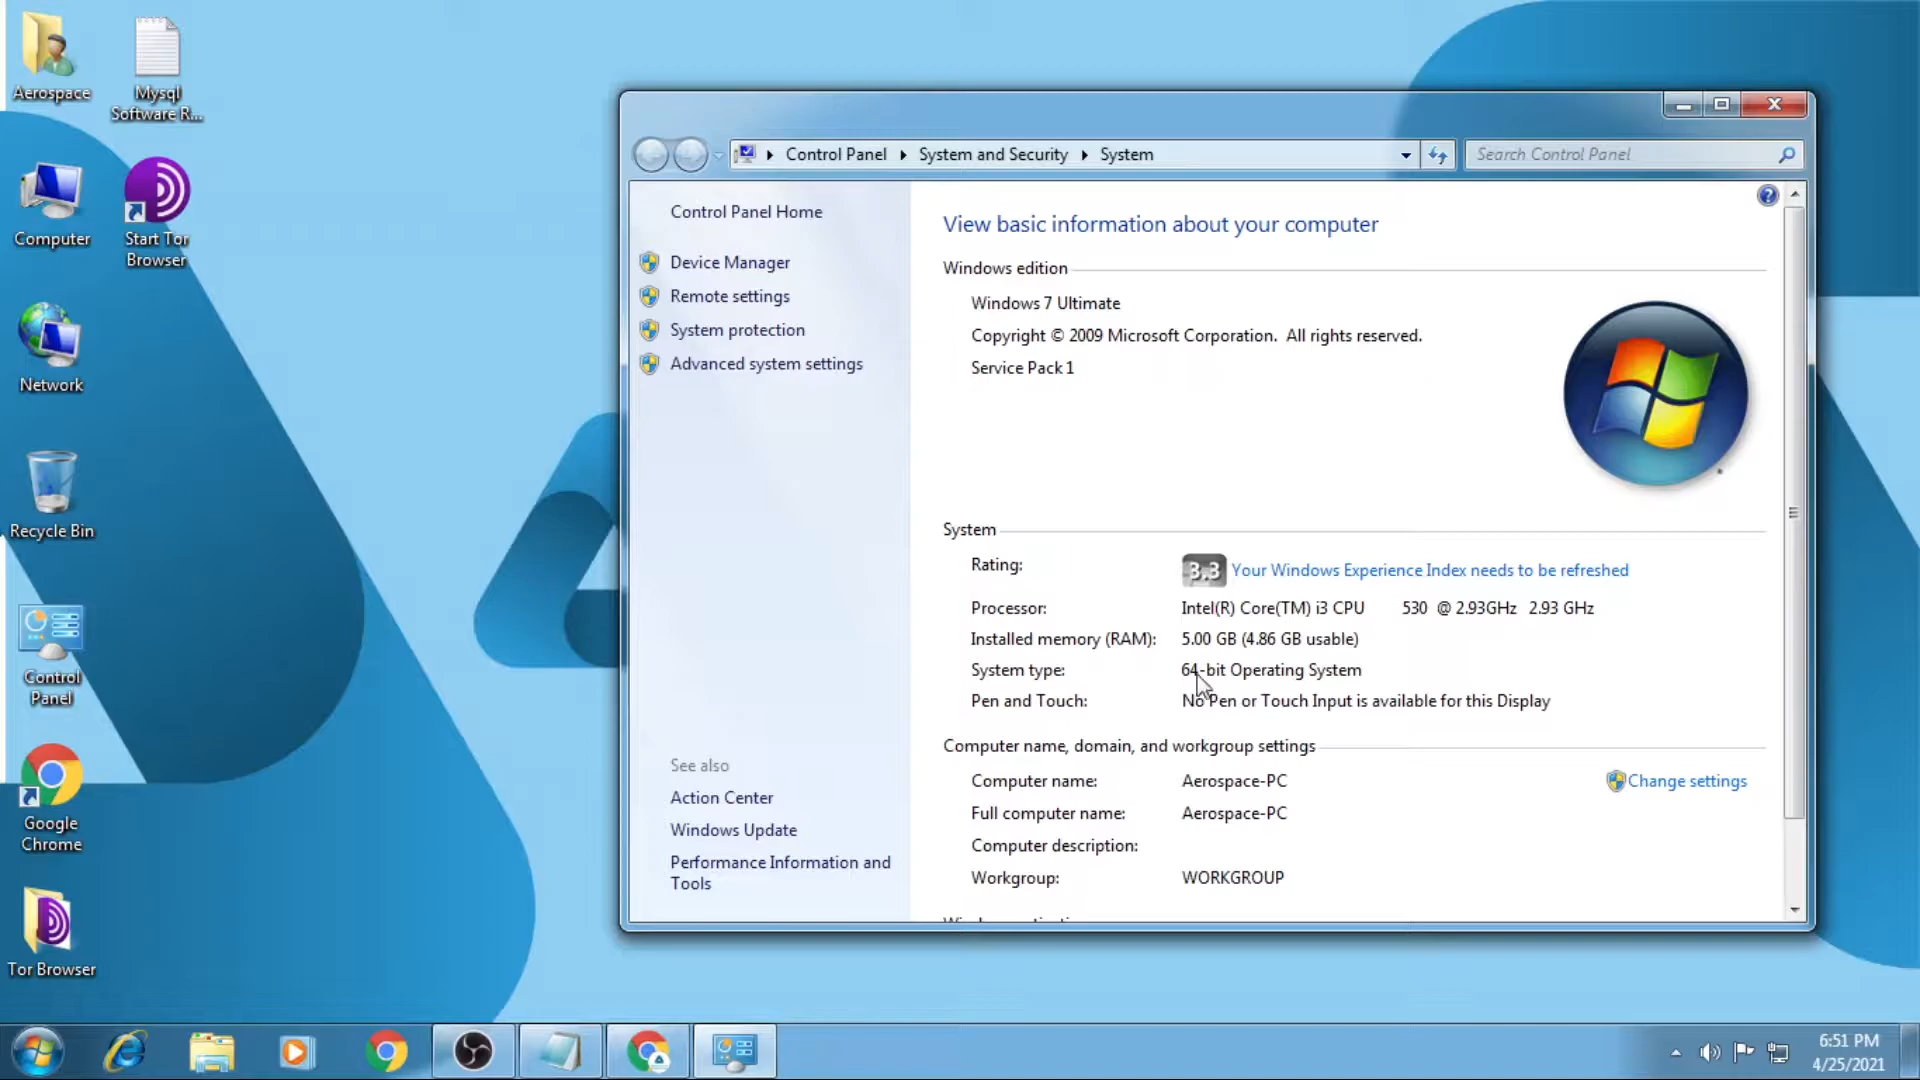 Aerospace
Mysql
Software R...
Computer
Start Tor
Browser
Network
Recycle Bin
Control
Panel
Google
Chrome
Tor Browser
Control Panel
System and Security
System
Search Control Panel
Control Panel Home
Device Manager
Remote settings
System protection
Advanced system settings
See also
Action Center
Windows Update
Performance Information and
Tools
View basic information about your computer
Windows edition
Windows 7 Ultimate
Copyright © 2009 Microsoft Corporation. All rights reserved.
Service Pack 1
System
Rating: 3,3 Your Windows Experience Index needs to be refreshed
Processor: Intel(R) Core(TM) i3 CPU 530 @ 2.93GHz 2.93 GHz
Installed memory (RAM): 5.00 GB (4.86 GB usable)
System type: 64-bit Operating System
Pen and Touch: No Pen or Touch Input is available for this Display
Computer name, domain, and workgroup settings
Computer name: Aerospace-PC
Change settings
Full computer name: Aerospace-PC
Computer description:
Workgroup: WORKGROUP
6:51 PM
4/25/2021